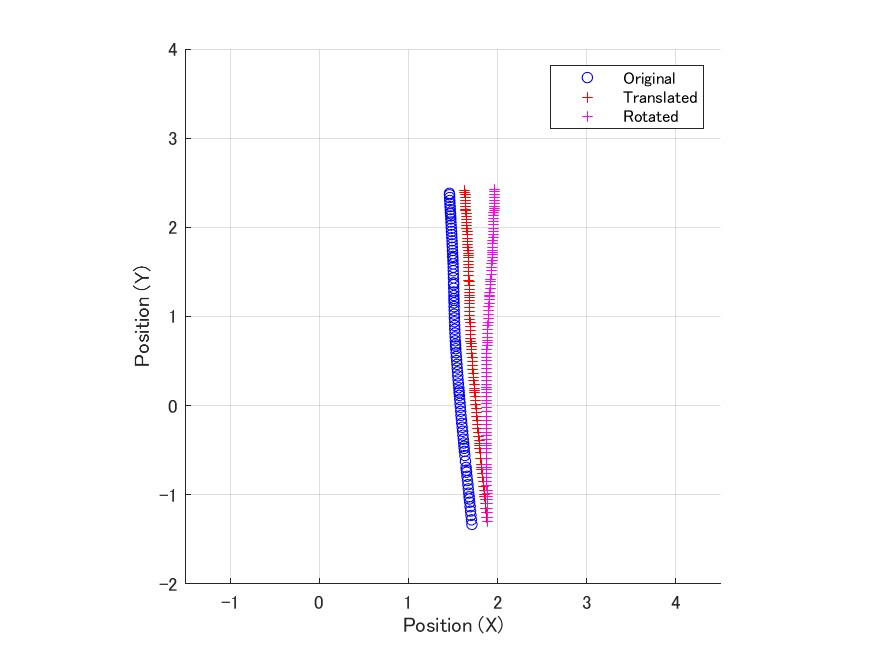 4
3
2
1
0
−1
−2
Position (Y)
Original
Translated
Rotated
−1 0 1 2 3 4
Position (X)